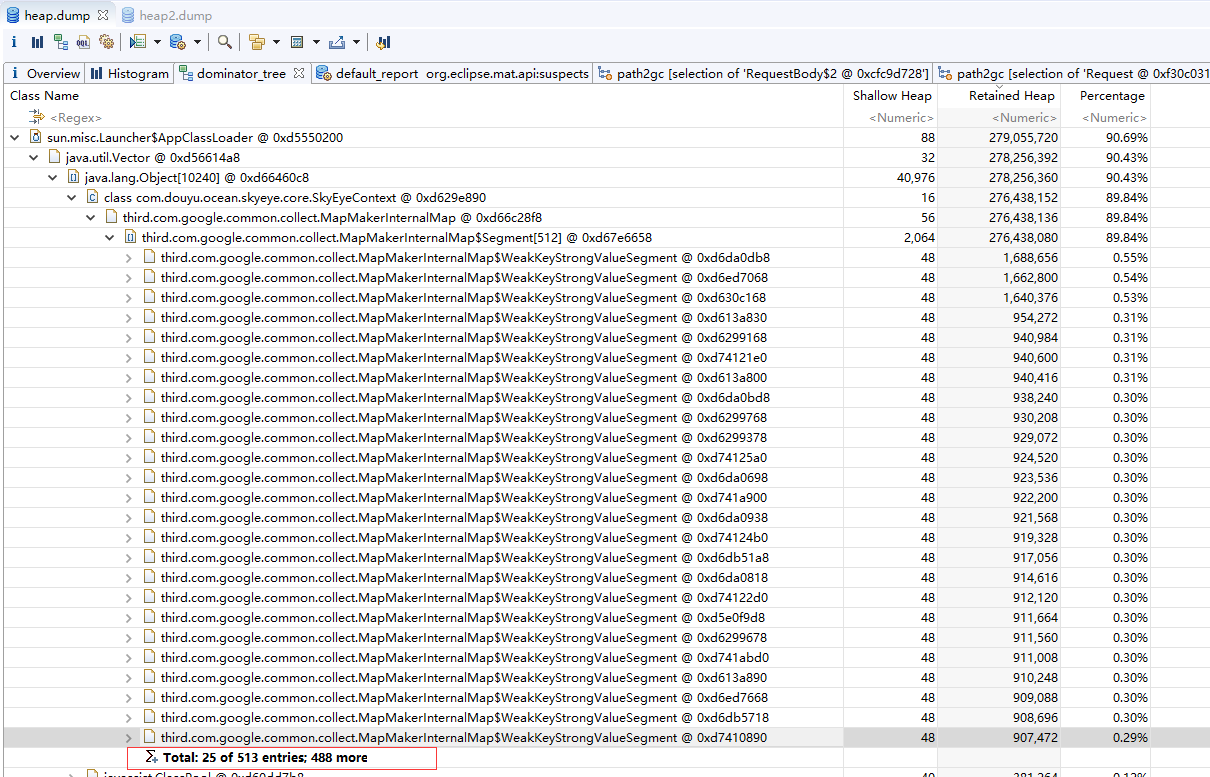 heap.dump heap2.dump
Overview Histogram dominator_tree default_report org.eclipse.mat.api:suspects path2gc [selection of 'RequestBody$2 @ 0xcfc9d728'] path2gc [selection of 'Request @ 0xf30c031
Class Name Shallow Heap Retained Heap Percentage
<Regex> <Numeric> <Numeric> <Numeric>
sun.misc.Launcher$AppClassLoader @ 0xd5550200 88 279,055,720 90.69%
java.util.Vector @ 0xd56614a8 32 278,256,392 90.43%
java.lang.Object[10240] @ 0xd66460c8 40,976 278,256,360 90.43%
class com.douyu.ocean.skyeye.core.SkyEyeContext @ 0xd629e890 16 276,438,152 89.84%
third.com.google.common.collect.MapMakerInternalMap @ 0xd66c28f8 56 276,438,136 89.84%
third.com.google.common.collect.MapMakerInternalMap$Segment[512] @ 0xd67e6658 2,064 276,438,080 89.84%
third.com.google.common.collect.MapMakerInternalMap$WeakKeyStrongValueSegment @ 0xd6da0db8 48 1,688,656 0.55%
third.com.google.common.collect.MapMakerInternalMap$WeakKeyStrongValueSegment @ 0xd6ed7068 48 1,662,800 0.54%
third.com.google.common.collect.MapMakerInternalMap$WeakKeyStrongValueSegment @ 0xd630c168 48 1,640,376 0.53%
third.com.google.common.collect.MapMakerInternalMap$WeakKeyStrongValueSegment @ 0xd613a830 48 954,272 0.31%
third.com.google.common.collect.MapMakerInternalMap$WeakKeyStrongValueSegment @ 0xd6299168 48 940,984 0.31%
third.com.google.common.collect.MapMakerInternalMap$WeakKeyStrongValueSegment @ 0xd74121e0 48 940,600 0.31%
third.com.google.common.collect.MapMakerInternalMap$WeakKeyStrongValueSegment @ 0xd613a800 48 940,416 0.31%
third.com.google.common.collect.MapMakerInternalMap$WeakKeyStrongValueSegment @ 0xd6da0bd8 48 938,240 0.30%
third.com.google.common.collect.MapMakerInternalMap$WeakKeyStrongValueSegment @ 0xd6299768 48 930,208 0.30%
third.com.google.common.collect.MapMakerInternalMap$WeakKeyStrongValueSegment @ 0xd6299378 48 929,072 0.30%
third.com.google.common.collect.MapMakerInternalMap$WeakKeyStrongValueSegment @ 0xd74125a0 48 924,520 0.30%
third.com.google.common.collect.MapMakerInternalMap$WeakKeyStrongValueSegment @ 0xd6da0698 48 923,536 0.30%
third.com.google.common.collect.MapMakerInternalMap$WeakKeyStrongValueSegment @ 0xd741a900 48 922,200 0.30%
third.com.google.common.collect.MapMakerInternalMap$WeakKeyStrongValueSegment @ 0xd6da0938 48 921,568 0.30%
third.com.google.common.collect.MapMakerInternalMap$WeakKeyStrongValueSegment @ 0xd74124b0 48 919,328 0.30%
third.com.google.common.collect.MapMakerInternalMap$WeakKeyStrongValueSegment @ 0xd6db51a8 48 917,056 0.30%
third.com.google.common.collect.MapMakerInternalMap$WeakKeyStrongValueSegment @ 0xd6da0818 48 914,616 0.30%
third.com.google.common.collect.MapMakerInternalMap$WeakKeyStrongValueSegment @ 0xd74122d0 48 912,120 0.30%
third.com.google.common.collect.MapMakerInternalMap$WeakKeyStrongValueSegment @ 0xd5e0f9d8 48 911,664 0.30%
third.com.google.common.collect.MapMakerInternalMap$WeakKeyStrongValueSegment @ 0xd6299678 48 911,560 0.30%
third.com.google.common.collect.MapMakerInternalMap$WeakKeyStrongValueSegment @ 0xd741abd0 48 911,008 0.30%
third.com.google.common.collect.MapMakerInternalMap$WeakKeyStrongValueSegment @ 0xd613a890 48 910,248 0.30%
third.com.google.common.collect.MapMakerInternalMap$WeakKeyStrongValueSegment @ 0xd6ed7668 48 909,088 0.30%
third.com.google.common.collect.MapMakerInternalMap$WeakKeyStrongValueSegment @ 0xd6db5718 48 908,696 0.30%
third.com.google.common.collect.MapMakerInternalMap$WeakKeyStrongValueSegment @ 0xd7410890 48 907,472 0.29%
Total: 25 of 513 entries; 488 more